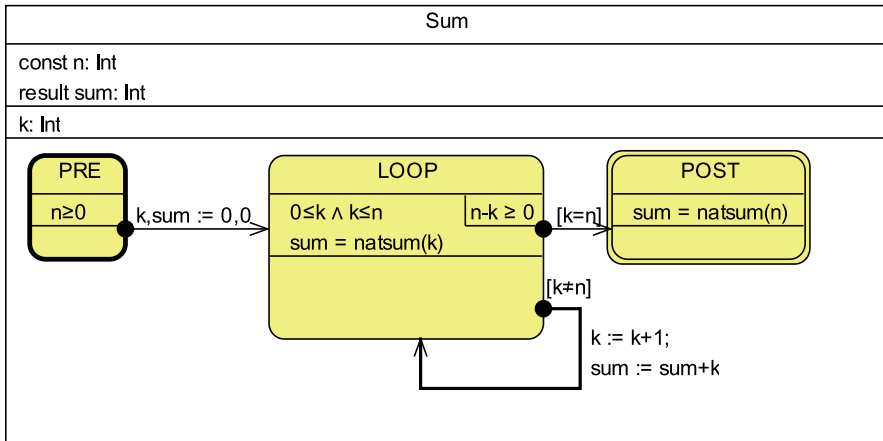 Sum
const n: Int
result sum: Int
k: Int
PRE
n≥0
k,sum := 0,0
LOOP
0≤k ∧ k≤n
n-k ≥ 0
sum = natsum(k)
[k=n]
POST
sum = natsum(n)
[k≠n]
k := k+1;
sum := sum+k